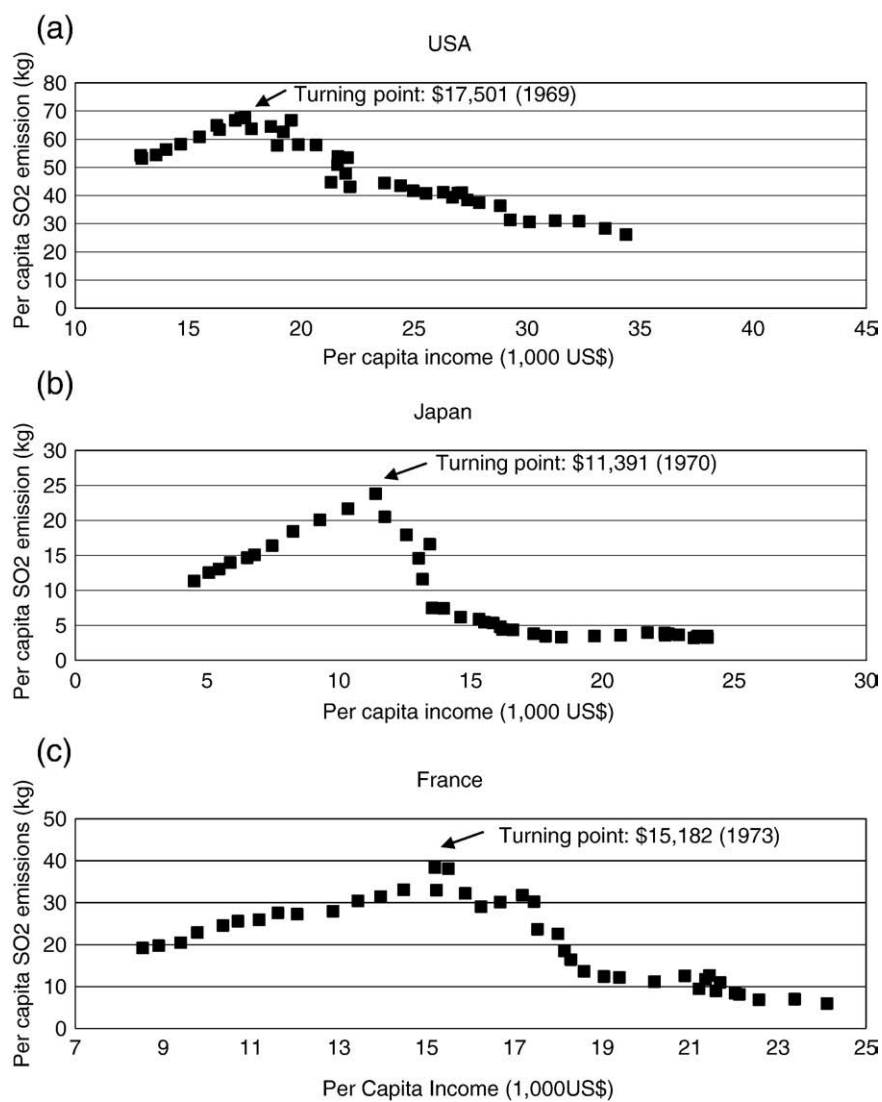 (a)
USA
Per capita SO2 emission (kg)
80
70
60
50
40
30
20
10
0
Turning point: $17,501 (1969)
10 15 20 25 30 35 40 45
Per capita income (1,000 US$)
(b)
Japan
Per capita SO2 emission (kg)
30
25
20
15
10
5
0
Turning point: $11,391 (1970)
0 5 10 15 20 25 30
Per capita income (1,000 US$)
(c)
France
Per capita SO2 emissions (kg)
50
40
30
20
10
0
Turning point: $15,182 (1973)
7 9 11 13 15 17 19 21 23 25
Per Capita Income (1,000US$)